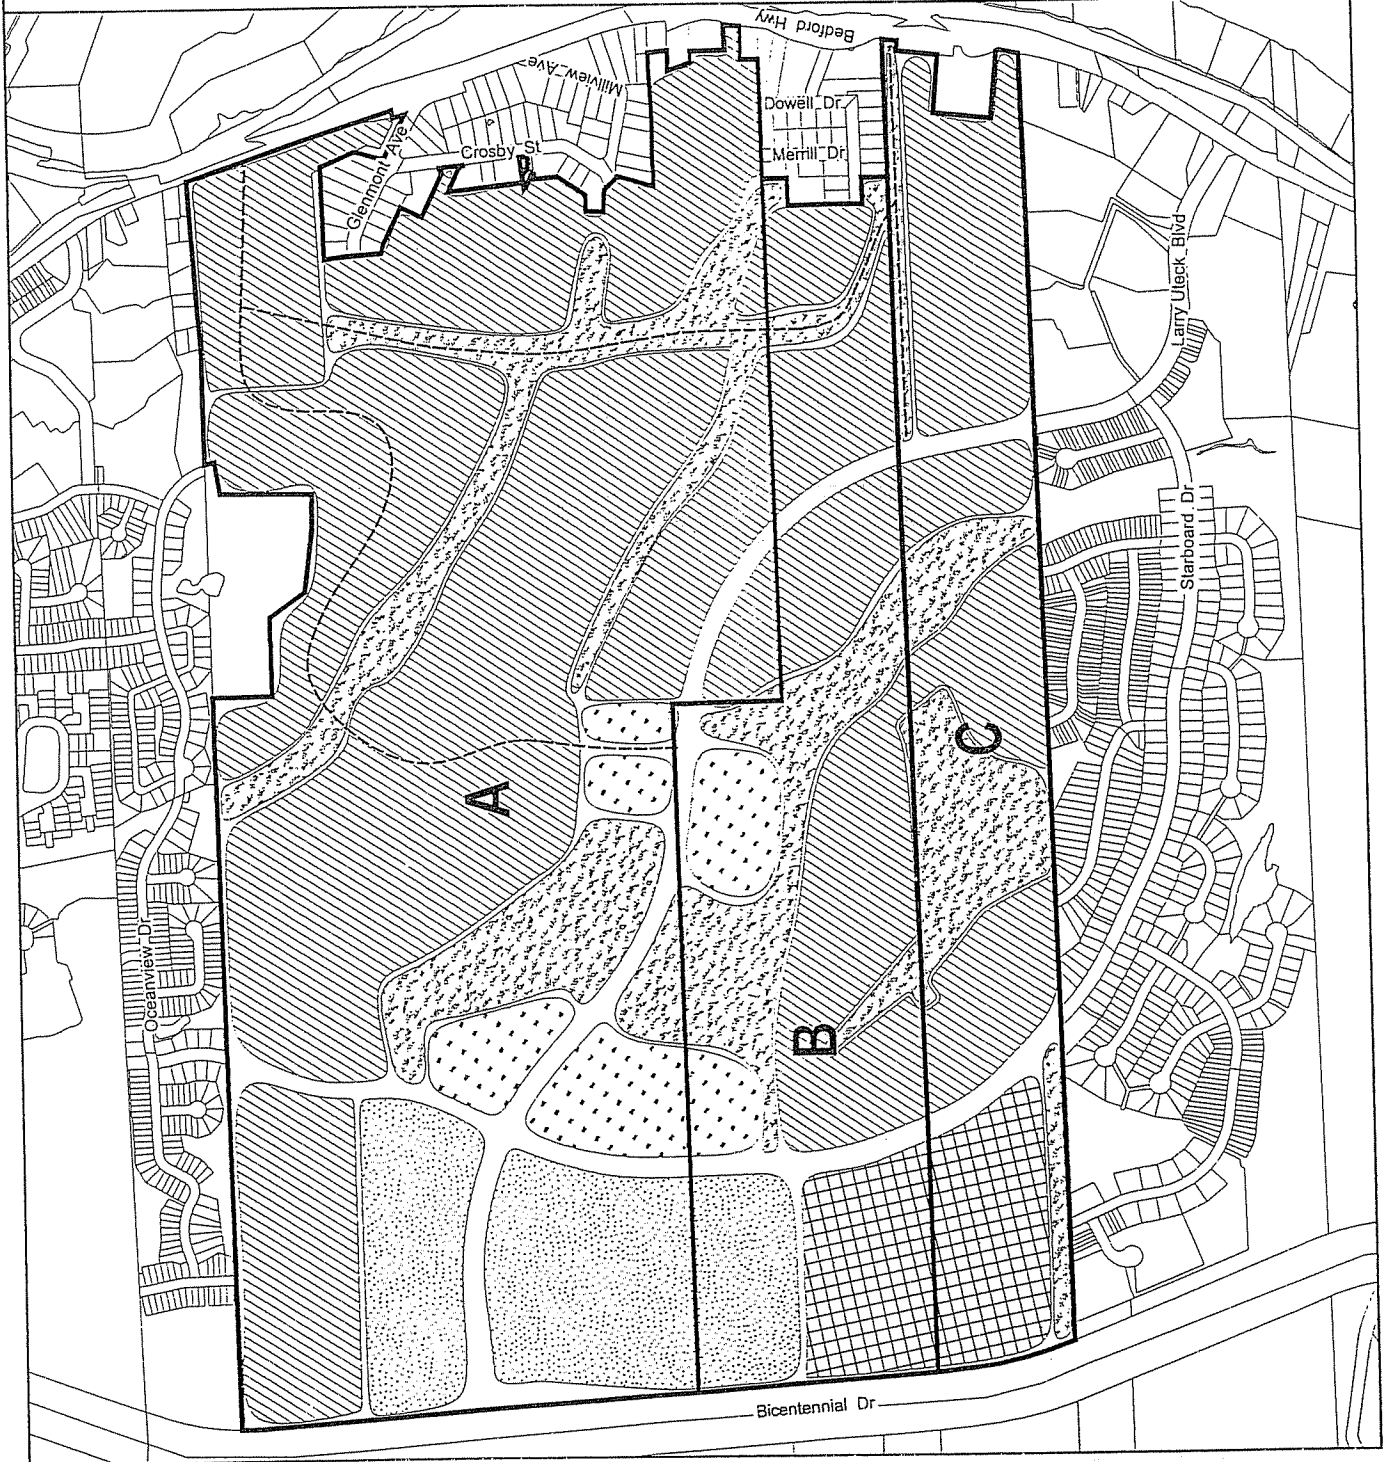 Bedford Hwy
Millview Ave
Dowell Dr
Merrill Dr
Crosby St
Glenmont Ave
Larry Uteck Blvd
Starboard Dr
A
C
B
Oceanview Dr
Bicentennial Dr